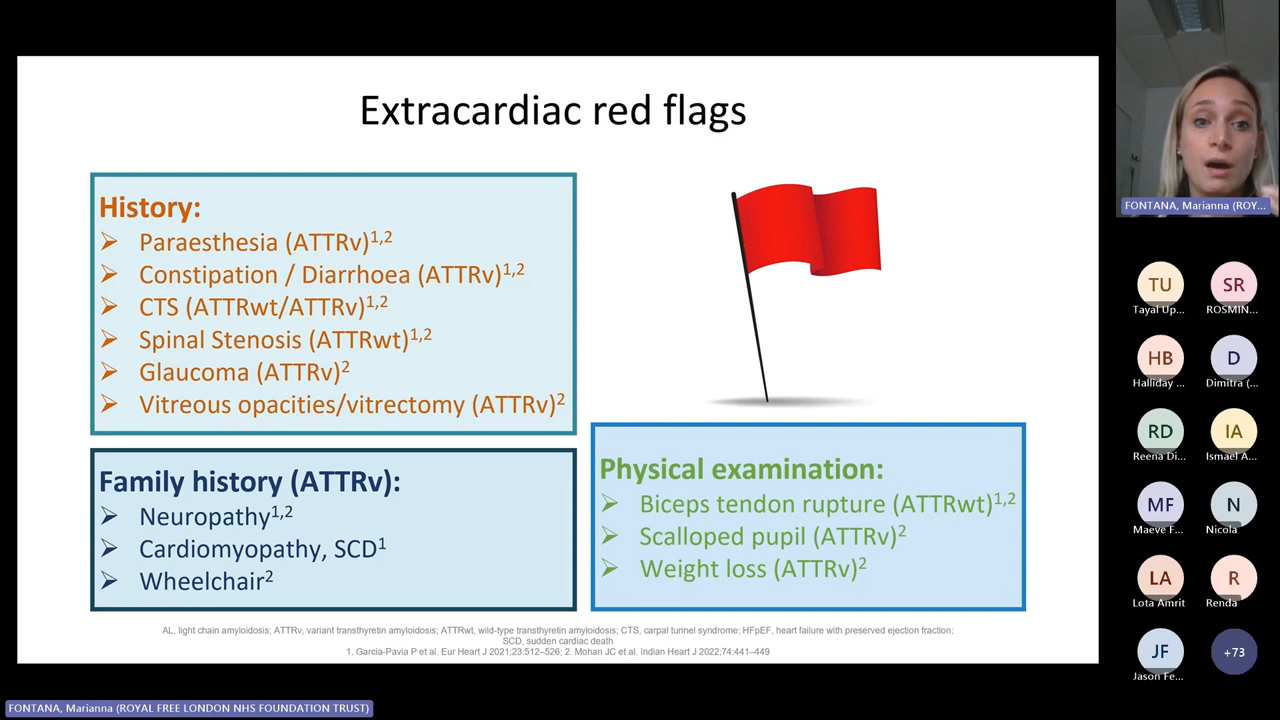 Extracardiac red flags
History:
Paraesthesia (ATTRv)1,2
Constipation / Diarrhoea (ATTRv)1,2
CTS (ATTRwt/ATTRv)1,2
Spinal Stenosis (ATTRwt)1,2
Glaucoma (ATTRv)2
Vitreous opacities/vitrectomy (ATTRv)2
Family history (ATTRv):
Neuropathy1,2
Cardiomyopathy, SCD1
Wheelchair2
Physical examination:
Biceps tendon rupture (ATTRwt)1,2
Scalloped pupil (ATTRv)2
Weight loss (ATTRv)2
AL, light chain amyloidosis; ATTRv, variant transthyretin amyloidosis; ATTRwt, wild-type transthyretin amyloidosis; CTS, carpal tunnel syndrome; HFpEF, heart failure with preserved ejection fraction;
SCD, sudden cardiac death
1. Garcia-Pavia P et al. Eur Heart J 2021;23:512–526; 2. Mohan JC et al. Indian Heart J 2022;74:441–449
FONTANA, Marianna (ROY...
TU
SR
Tayal Up...
ROSMIN...
HB
D
Halliday ...
Dimitra (...
RD
IA
Reena Di...
Ismael A...
MF
N
Maeve F...
Nicola
LA
R
Lota Amrit
Renda
JF
+73
Jason Fe...
FONTANA, Marianna (ROYAL FREE LONDON NHS FOUNDATION TRUST)